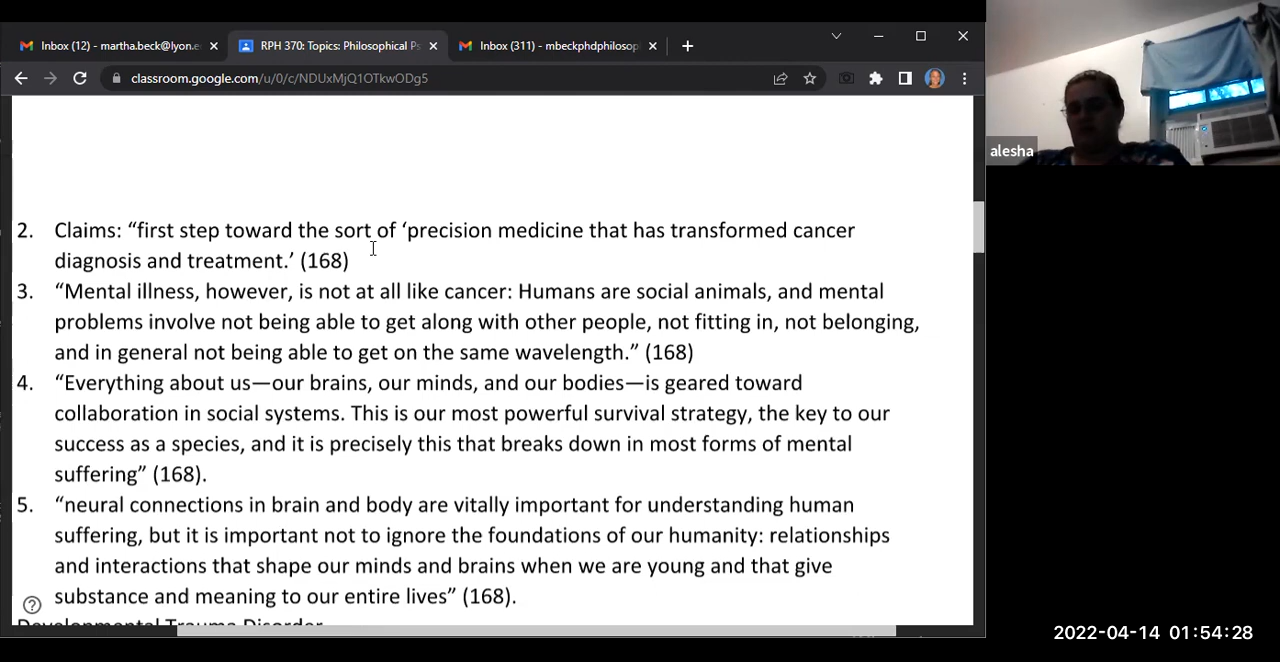 Inbox (12) - martha.beck@lyon.e
RPH 370: Topics: Philosophical Ps
Inbox (311) - mbeckphdphilosop
classroom.google.com/u/0/c/NDUxMjQ1OTkwODg5
alesha
2. Claims: “first step toward the sort of ‘precision medicine that has transformed cancer
diagnosis and treatment.’ (168)
3. “Mental illness, however, is not at all like cancer: Humans are social animals, and mental
problems involve not being able to get along with other people, not fitting in, not belonging,
and in general not being able to get on the same wavelength.” (168)
4. “Everything about us—our brains, our minds, and our bodies—is geared toward
collaboration in social systems. This is our most powerful survival strategy, the key to our
success as a species, and it is precisely this that breaks down in most forms of mental
suffering” (168).
5. “neural connections in brain and body are vitally important for understanding human
suffering, but it is important not to ignore the foundations of our humanity: relationships
and interactions that shape our minds and brains when we are young and that give
substance and meaning to our entire lives” (168).
Developmental Trauma Disorder
2022-04-14 01:54:28